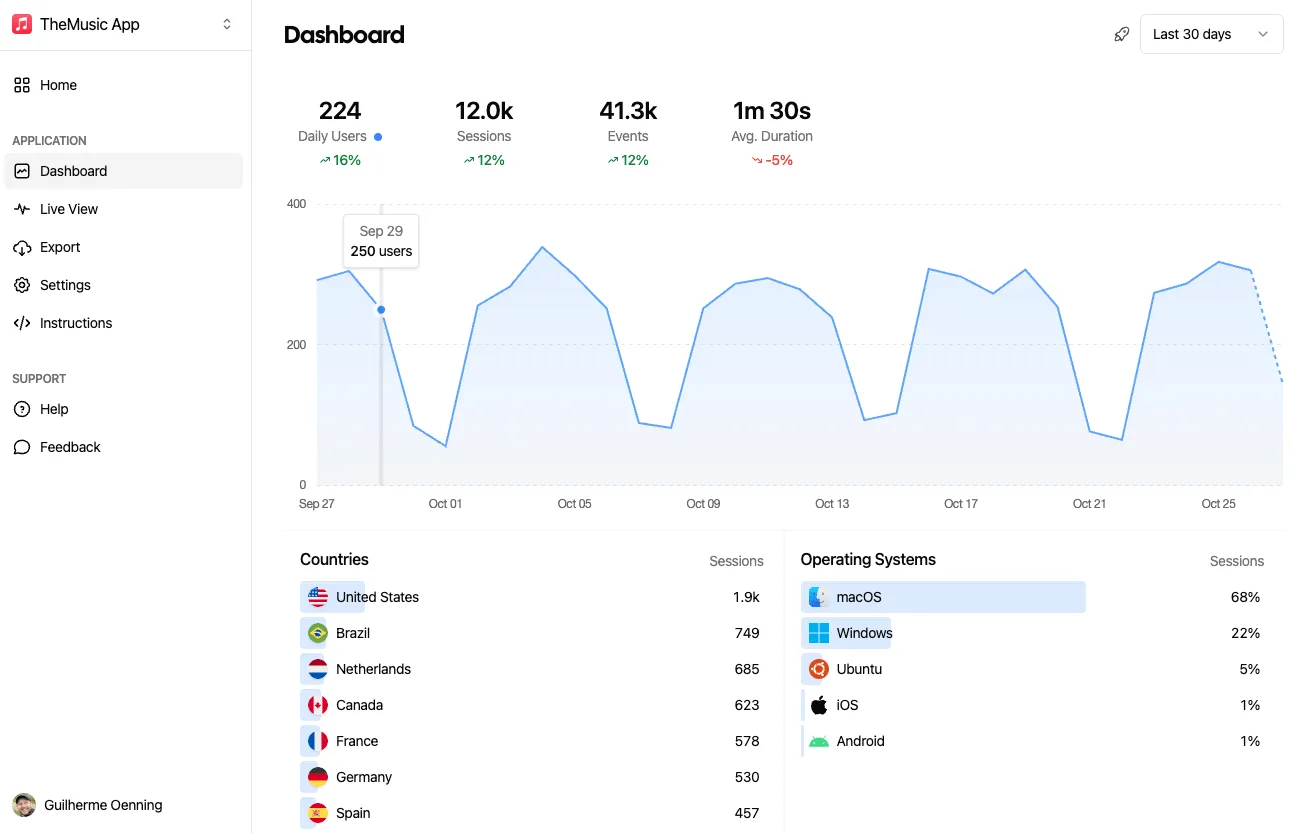 TheMusic App
Home
APPLICATION
Dashboard
Live View
Export
Settings
Instructions
SUPPORT
Help
Feedback
Guilherme Oenning
Dashboard
Last 30 days
224
Daily Users
16%
12.0k
Sessions
12%
41.3k
Events
12%
1m 30s
Avg. Duration
-5%
400
200
0
Sep 29
250 users
Sep 27 Oct 01 Oct 05 Oct 09 Oct 13 Oct 17 Oct 21 Oct 25
Countries Sessions
United States 1.9k
Brazil 749
Netherlands 685
Canada 623
France 578
Germany 530
Spain 457
Operating Systems Sessions
macOS 68%
Windows 22%
Ubuntu 5%
iOS 1%
Android 1%